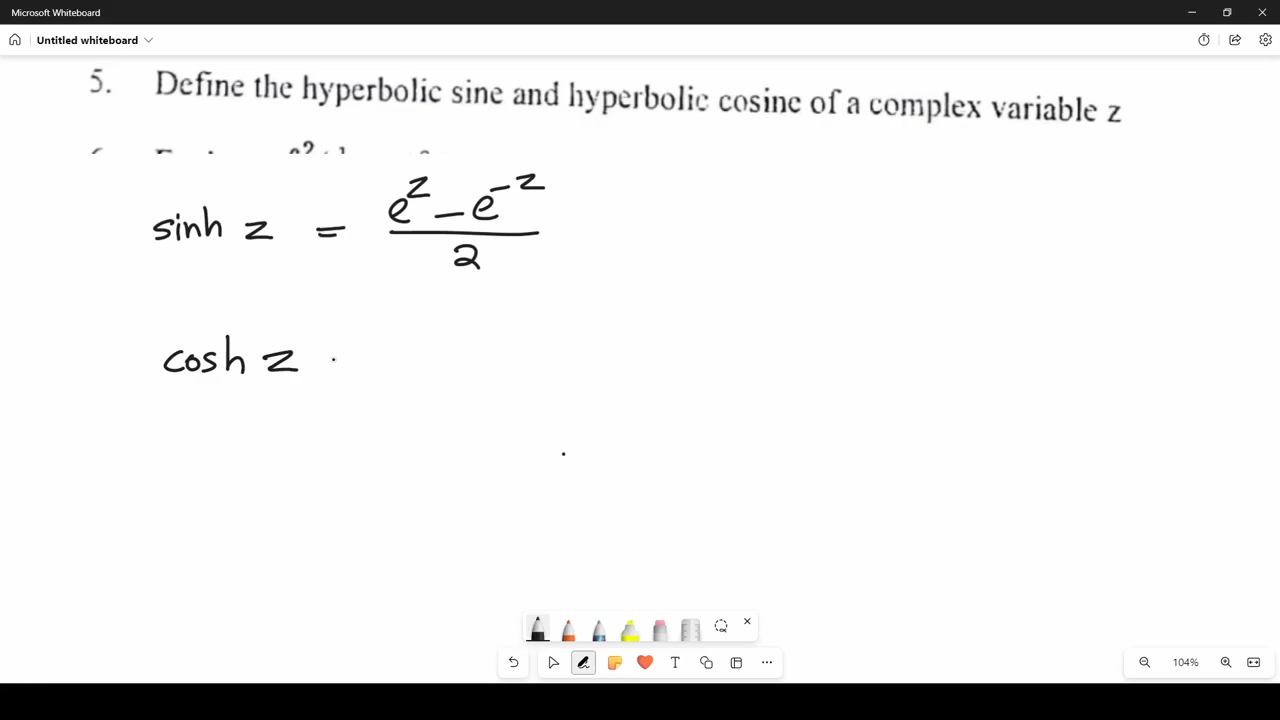 Microsoft Whiteboard
Untitled whiteboard
5. Define the hyperbolic sine and hyperbolic cosine of a complex variable z
sinh z = e^z - e^-z / 2
cosh z
104%